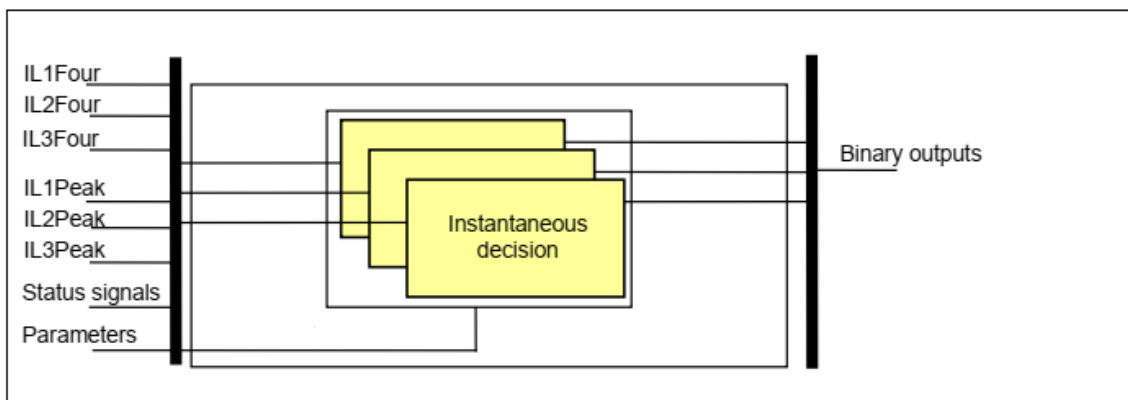 IL1Four
IL2Four
IL3Four
IL1Peak
IL2Peak
IL3Peak
Status signals
Parameters
Instantaneous
decision
Binary outputs